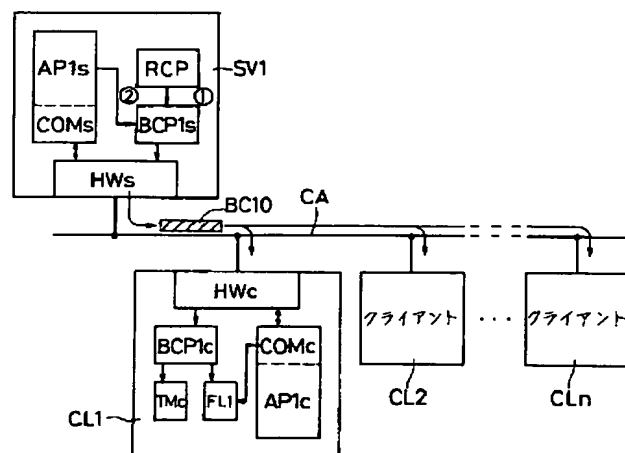 AP1s
RCP
SV1
②
①
COMs
BCP1s
HWs
BC10
CA
HWc
クライアント
・・・
クライアント
BCP1c
COMc
TMc
FL1
AP1c
CL1
CL2
CLn